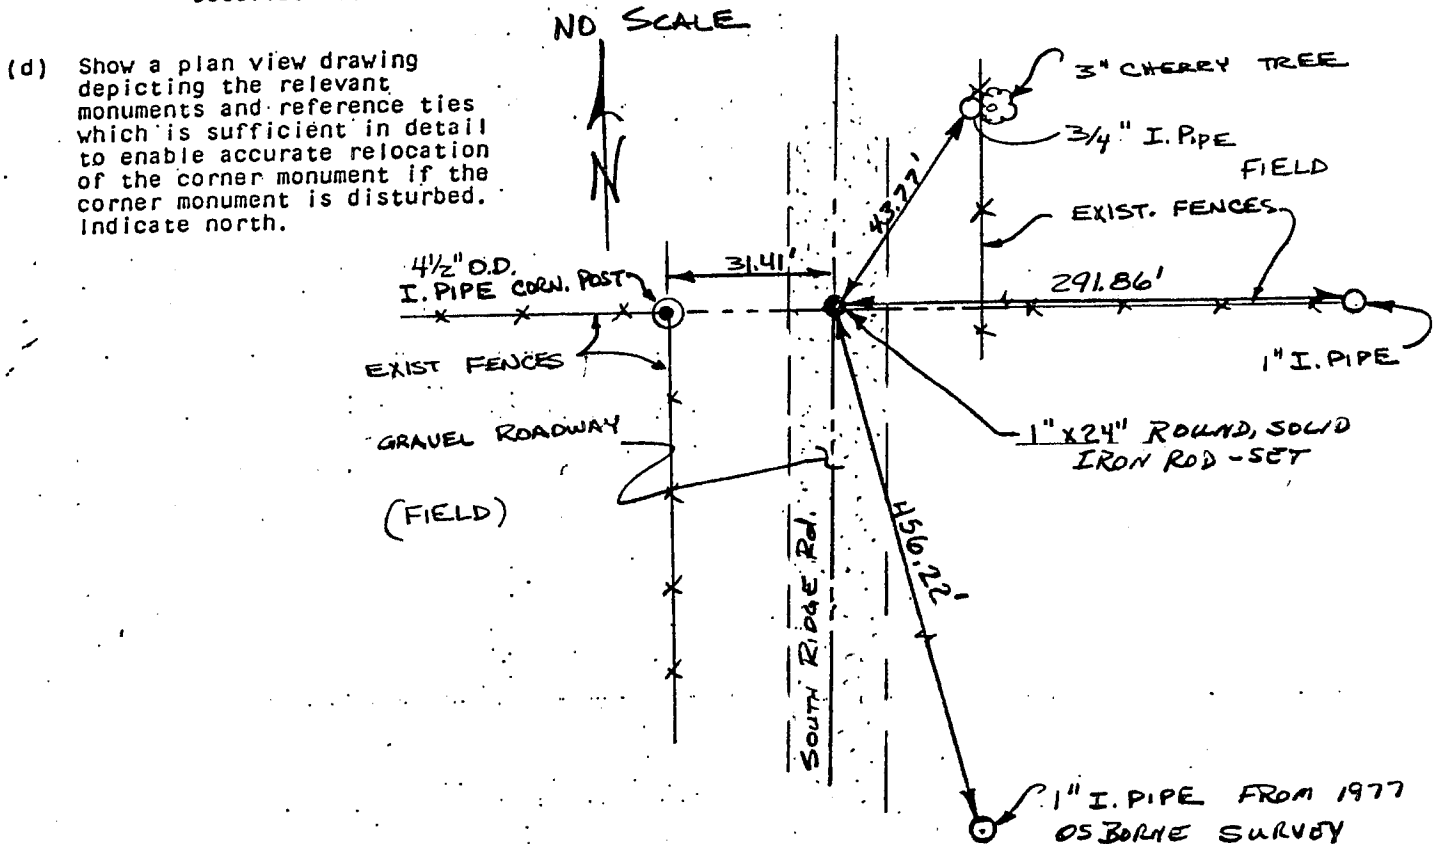 NO SCALE
(d) Show a plan view drawing
depicting the relevant
monuments and reference ties
which is sufficient in detail
to enable accurate relocation
of the corner monument if the
corner monument is disturbed.
Indicate north.
N
3" CHERRY TREE
3/4" I. PIPE
FIELD
EXIST. FENCES
43.77'
31.41'
291.86'
4½" O.D.
I. PIPE CORN. POST
1" I. PIPE
EXIST FENCES
GRAVEL ROADWAY
(FIELD)
1" X 24" ROUND, SOLID
IRON ROD - SET
456.22'
SOUTH RIDGE Rd.
1" I. PIPE FROM 1977
OSBORNE SURVEY